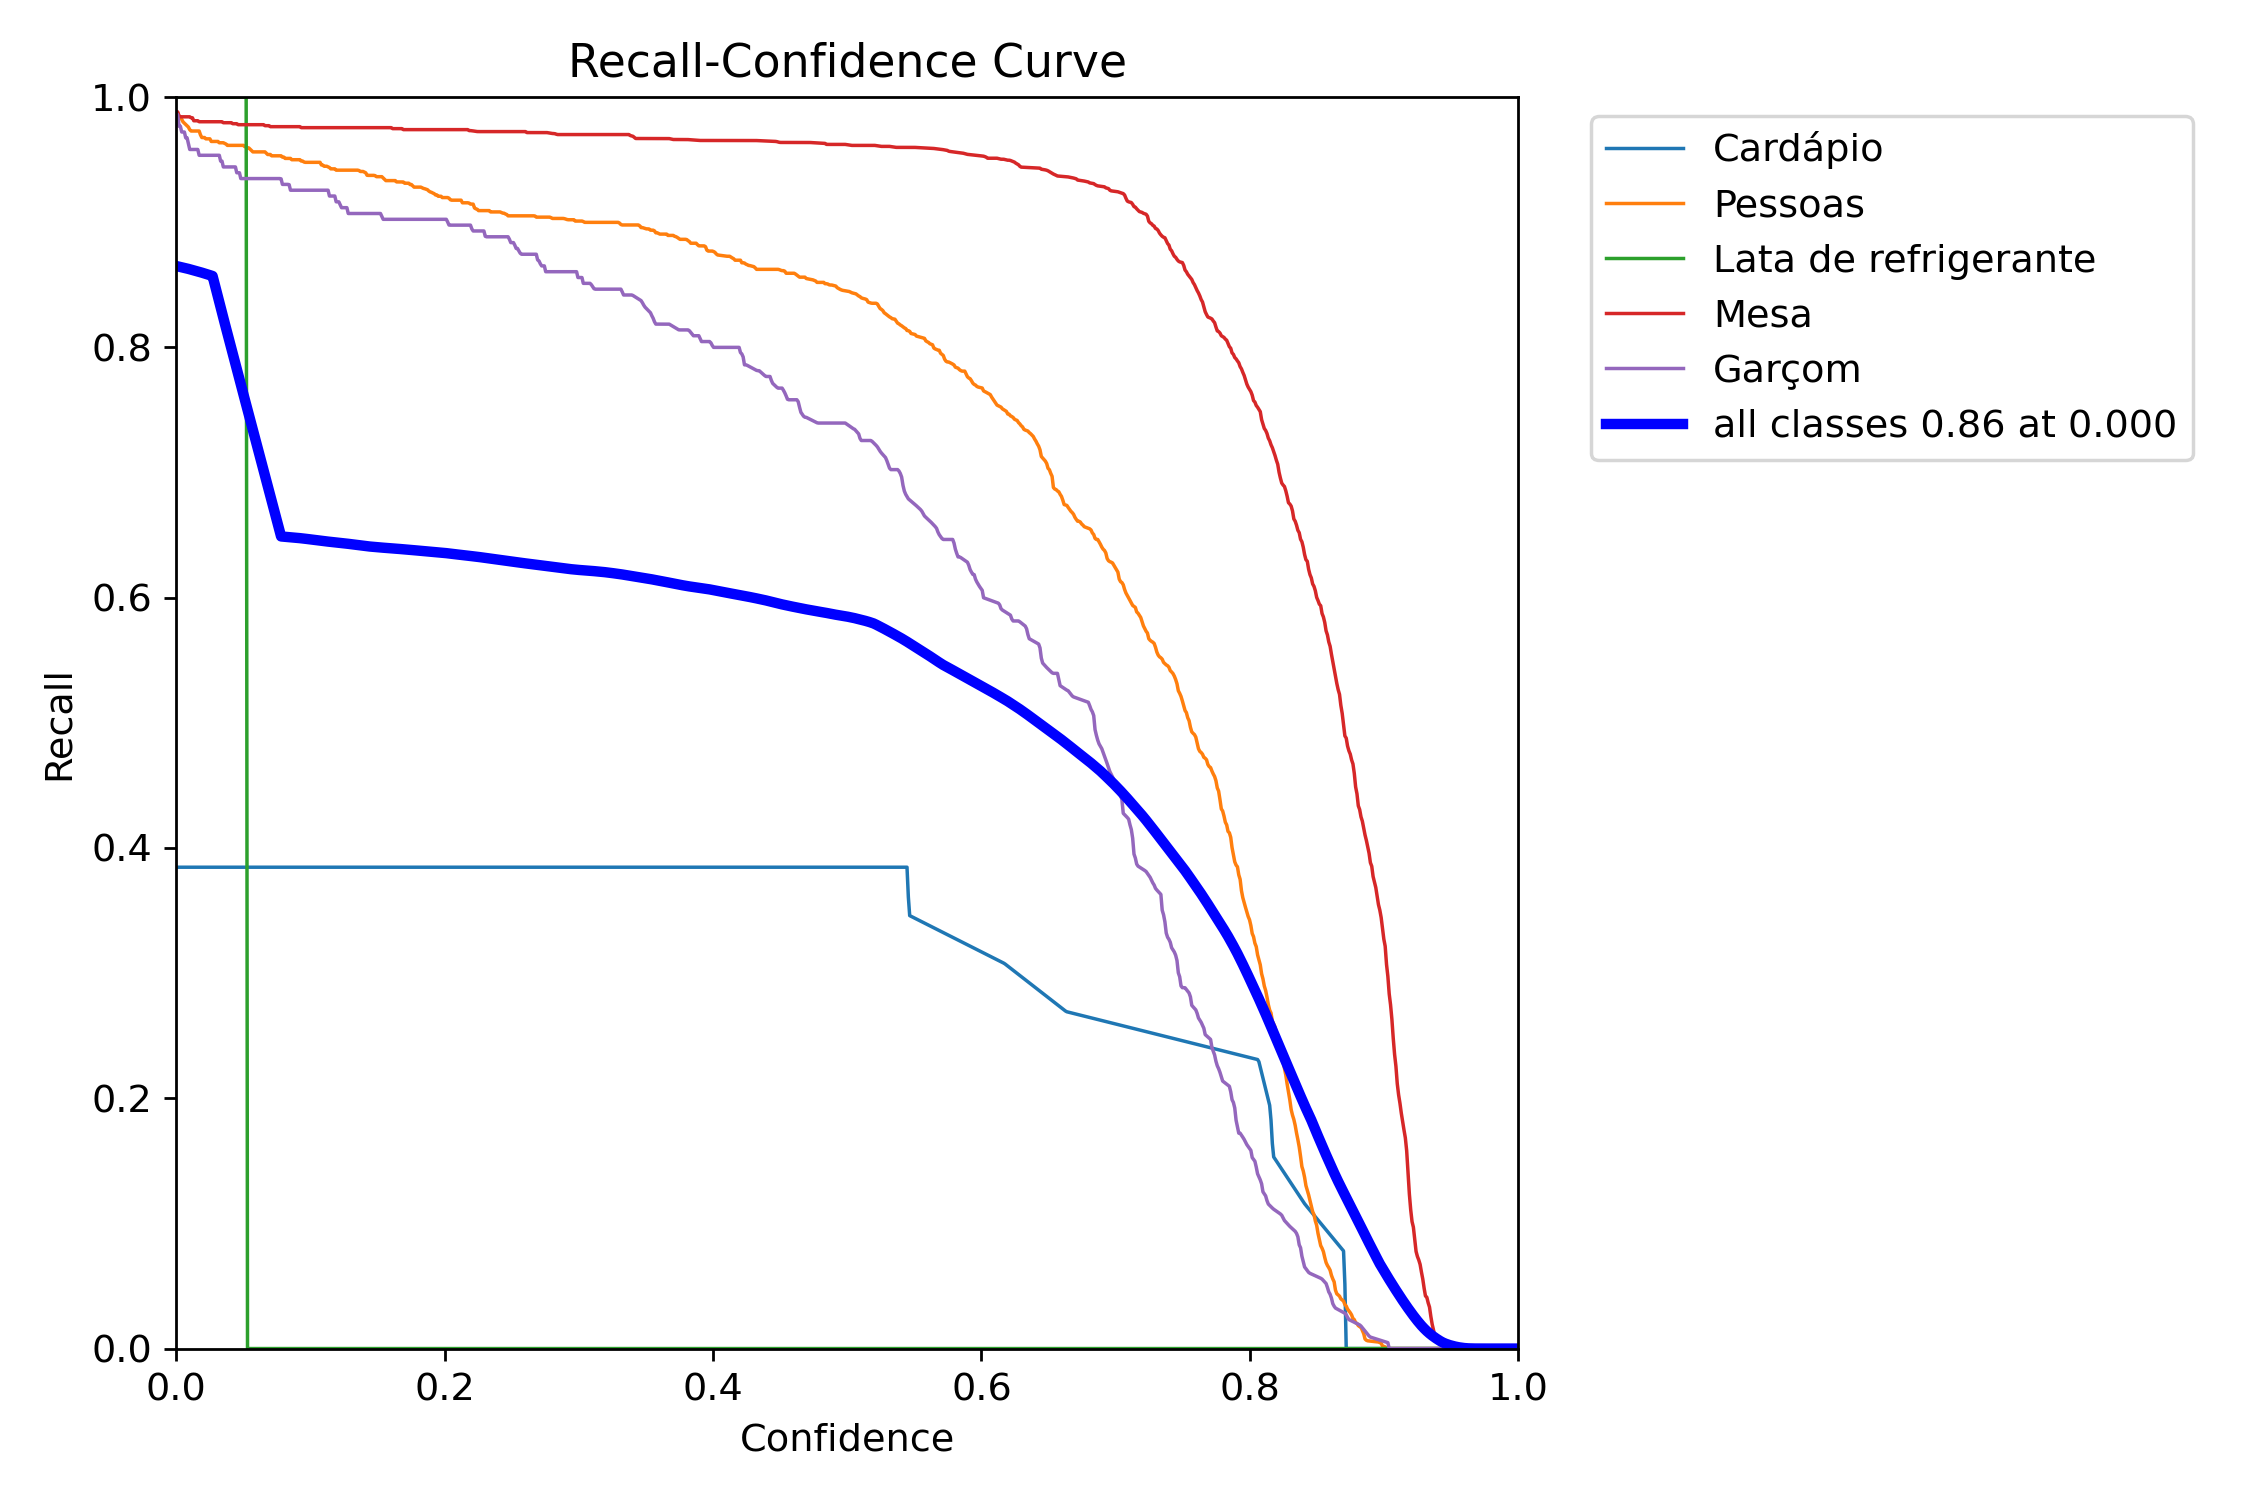 Recall-Confidence Curve
1.0
0.8
0.6
0.4
0.2
0.0
Recall
0.0 0.2 0.4 0.6 0.8 1.0
Confidence
Cardápio
Pessoas
Lata de refrigerante
Mesa
Garçom
all classes 0.86 at 0.000